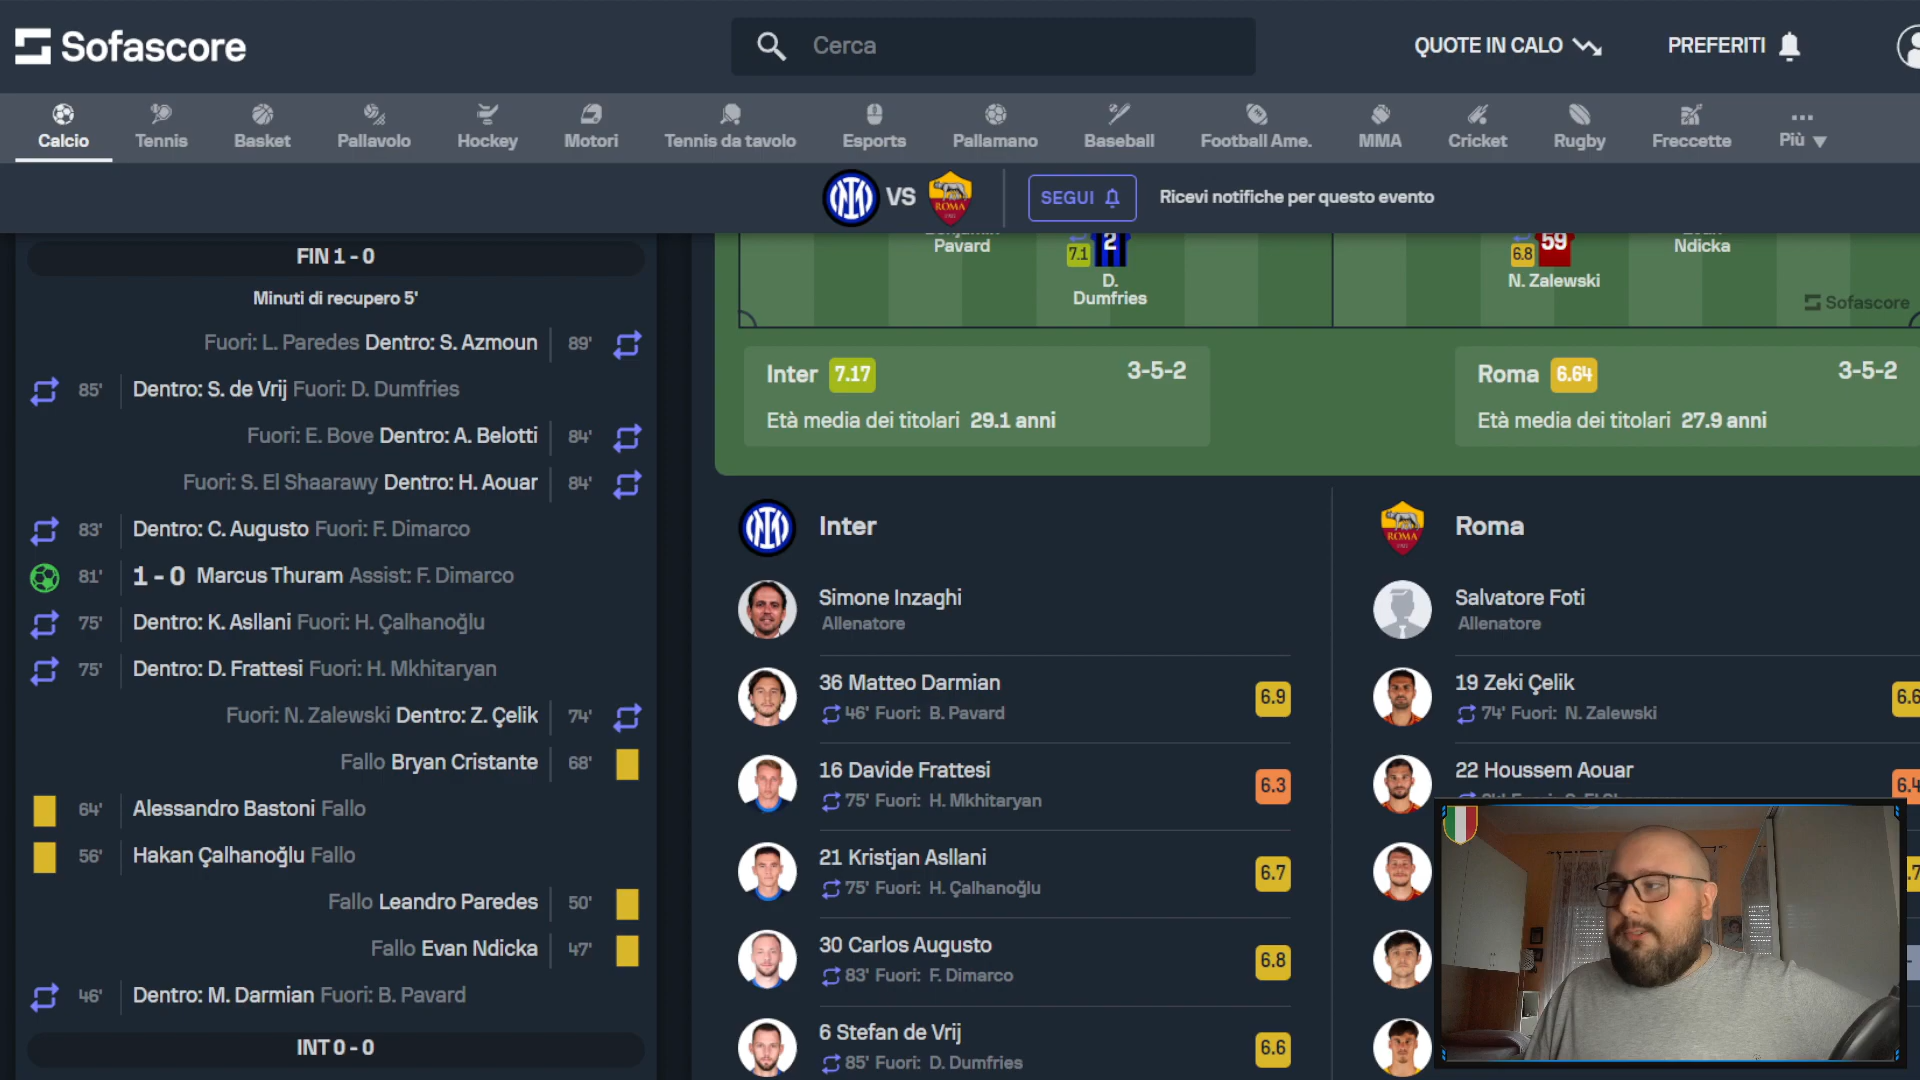 Sofascore
Cerca
QUOTE IN CALO
PREFERITI
Calcio
Tennis
Basket
Pallavolo
Hockey
Motori
Tennis da tavolo
Esports
Pallamano
Baseball
Football Ame.
MMA
Cricket
Rugby
Freccette
Più
VS
ROMA
SEGUI
Ricevi notifiche per questo evento
FIN 1 - 0
Minuti di recupero 5'
Fuori: L. Paredes Dentro: S. Azmoun 89'
85' Dentro: S. de Vrij Fuori: D. Dumfries
Fuori: E. Bove Dentro: A. Belotti 84'
Fuori: S. El Shaarawy Dentro: H. Aouar 84'
83' Dentro: C. Augusto Fuori: F. Dimarco
81' 1 - 0 Marcus Thuram Assist: F. Dimarco
75' Dentro: K. Asllani Fuori: H. Çalhanoğlu
75' Dentro: D. Frattesi Fuori: H. Mkhitaryan
Fuori: N. Zalewski Dentro: Z. Çelik 74'
Fallo Bryan Cristante 68'
64' Alessandro Bastoni Fallo
56' Hakan Çalhanoğlu Fallo
Fallo Leandro Paredes 50'
Fallo Evan Ndicka 47'
46' Dentro: M. Darmian Fuori: B. Pavard
INT 0 - 0
Pavard
7.1
2
D.
Dumfries
6.8
59
N. Zalewski
Ndicka
Sofascore
Inter 7.17 3-5-2
Età media dei titolari 29.1 anni
Roma 6.64 3-5-2
Età media dei titolari 27.9 anni
Inter
Simone Inzaghi
Allenatore
36 Matteo Darmian
46' Fuori: B. Pavard
6.9
16 Davide Frattesi
75' Fuori: H. Mkhitaryan
6.3
21 Kristjan Asllani
75' Fuori: H. Çalhanoğlu
6.7
30 Carlos Augusto
83' Fuori: F. Dimarco
6.8
6 Stefan de Vrij
85' Fuori: D. Dumfries
6.6
ROMA
Roma
Salvatore Foti
Allenatore
19 Zeki Çelik
74' Fuori: N. Zalewski
6.6
22 Houssem Aouar
6.4